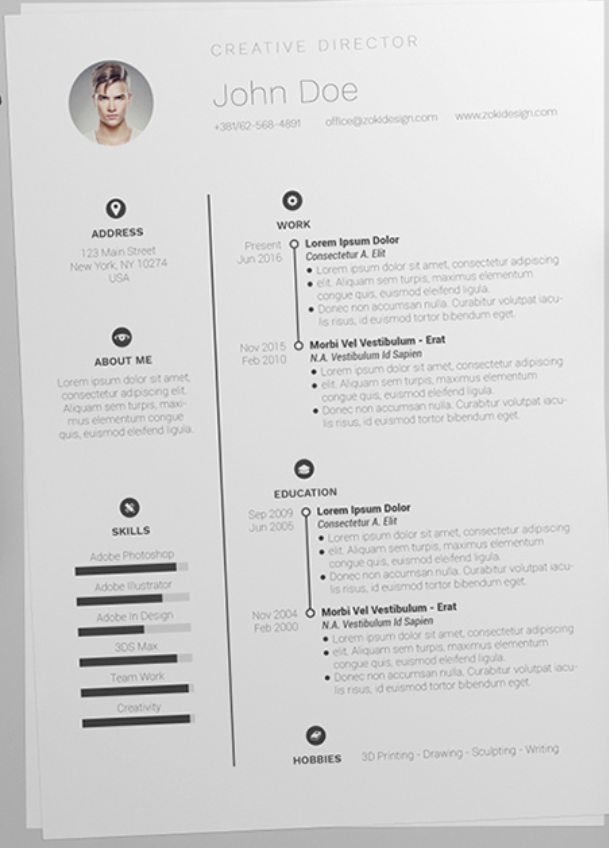 CREATIVE DIRECTOR
John Doe
+381/62-568-4891 office@zokidesign.com www.zokidesign.com
ADDRESS
123 Main Street
New York, NY 10274
USA
ABOUT ME
Lorem ipsum dolor sit amet,
consectetur adipiscing elit.
Aliquam sem turpis, maxi-
mus elementum congue
quis, euismod eleifend ligula.
SKILLS
Adobe Photoshop
Adobe Illustrator
Adobe In Design
3DS Max
Team Work
Creativity
WORK
Present
Jun 2016
Lorem Ipsum Dolor
Consectetur A. Elit
• Lorem ipsum dolor sit amet, consectetur adipiscing
• elit. Aliquam sem turpis, maximus elementum
congue quis, euismod eleifend ligula.
• Donec non accumsan nulla. Curabitur volutpat iacu-
lis risus, id euismod tortor bibendum eget.
Nov 2015
Feb 2010
Morbi Vel Vestibulum - Erat
N.A. Vestibulum Id Sapien
• Lorem ipsum dolor sit amet, consectetur adipiscing
• elit. Aliquam sem turpis, maximus elementum
congue quis, euismod eleifend ligula.
• Donec non accumsan nulla. Curabitur volutpat iacu-
lis risus, id euismod tortor bibendum eget.
EDUCATION
Sep 2009
Jun 2005
Lorem Ipsum Dolor
Consectetur A. Elit
• Lorem ipsum dolor sit amet, consectetur adipiscing
• elit. Aliquam sem turpis, maximus elementum
congue quis, euismod eleifend ligula.
• Donec non accumsan nulla. Curabitur volutpat iacu-
lis risus, id euismod tortor bibendum eget.
Nov 2004
Feb 2000
Morbi Vel Vestibulum - Erat
N.A. Vestibulum Id Sapien
• Lorem ipsum dolor sit amet, consectetur adipiscing
• elit. Aliquam sem turpis, maximus elementum
congue quis, euismod eleifend ligula.
• Donec non accumsan nulla. Curabitur volutpat iacu-
lis risus, id euismod tortor bibendum eget.
HOBBIES 3D Printing - Drawing - Sculpting - Writing